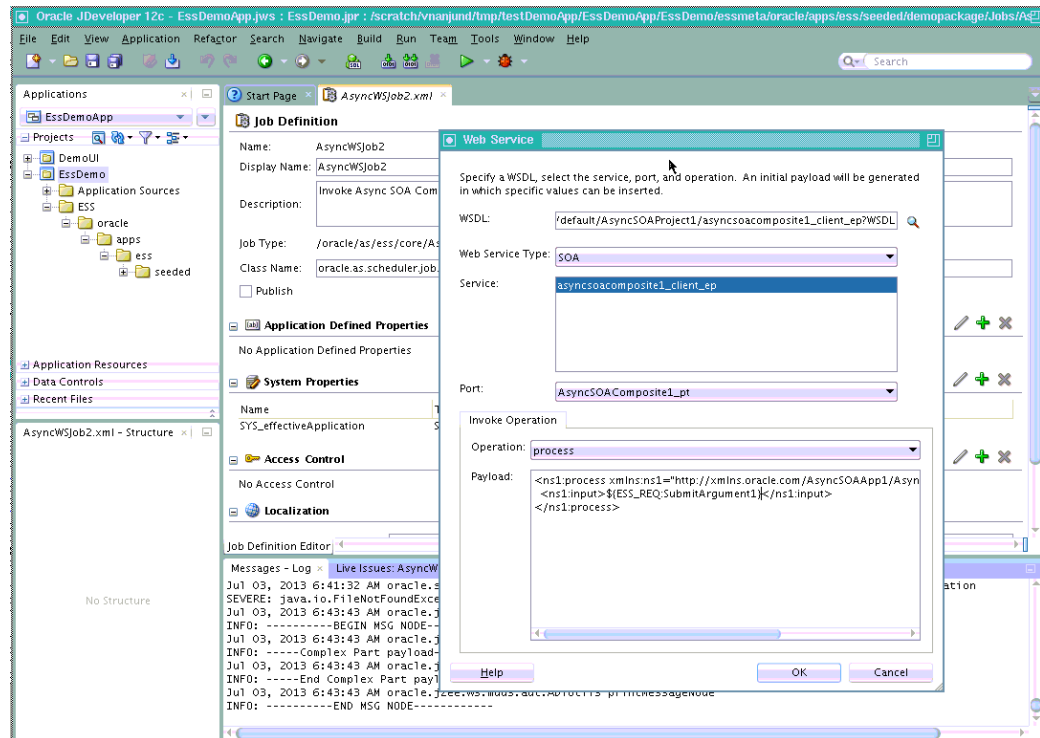 Oracle JDeveloper 12c - EssDemoApp.jws : EssDemo.jpr : /scratch/vnanjund/tmp/testDemoApp/EssDemoApp/EssDemo/essmeta/oracle/apps/ess/seeded/demopackage/Jobs/As
File Edit View Application Refactor Search Navigate Build Run Team Tools Window Help
Search
Applications
EssDemoApp
Projects
DemoUI
EssDemo
Application Sources
ESS
oracle
apps
ess
seeded
Application Resources
Data Controls
Recent Files
AsyncWSJob2.xml - Structure
No Structure
Start Page
AsyncWSJob2.xml
Job Definition
Name: AsyncWSJob2
Display Name: AsyncWSJob2
Description: Invoke Async SOA Com
Job Type: /oracle/as/ess/core/As
Class Name: oracle.as.scheduler.job.
Publish
Application Defined Properties
No Application Defined Properties
System Properties
Name
SYS_effectiveApplication S
Access Control
No Access Control
Localization
Job Definition Editor
Web Service
Specify a WSDL, select the service, port, and operation. An initial payload will be generated
in which specific values can be inserted.
WSDL: /default/AsyncSOAProject1/asyncsoacomposite1_client_ep?WSDL
Web Service Type: SOA
Service: asyncsoacomposite1_client_ep
Port: AsyncSOAComposite1_pt
Invoke Operation
Operation: process
Payload: <ns1:process xmlns:ns1="http://xmlns.oracle.com/AsyncSOAApp1/Asyn
<ns1:input>${ESS_REQ:SubmitArgument1}</ns1:input>
</ns1:process>
Help OK Cancel
Messages - Log Live Issues: AsyncW
Jul 03, 2013 6:41:32 AM oracle.s ation
SEVERE: java.io.FileNotFoundExce
Jul 03, 2013 6:43:43 AM oracle.j
INFO: ----------BEGIN MSG NODE--
Jul 03, 2013 6:43:43 AM oracle.j
INFO: -----Complex Part payload-
Jul 03, 2013 6:43:43 AM oracle.j
INFO: -----End Complex Part payl
Jul 03, 2013 6:43:43 AM
INFO: ----------END MSG NODE------------